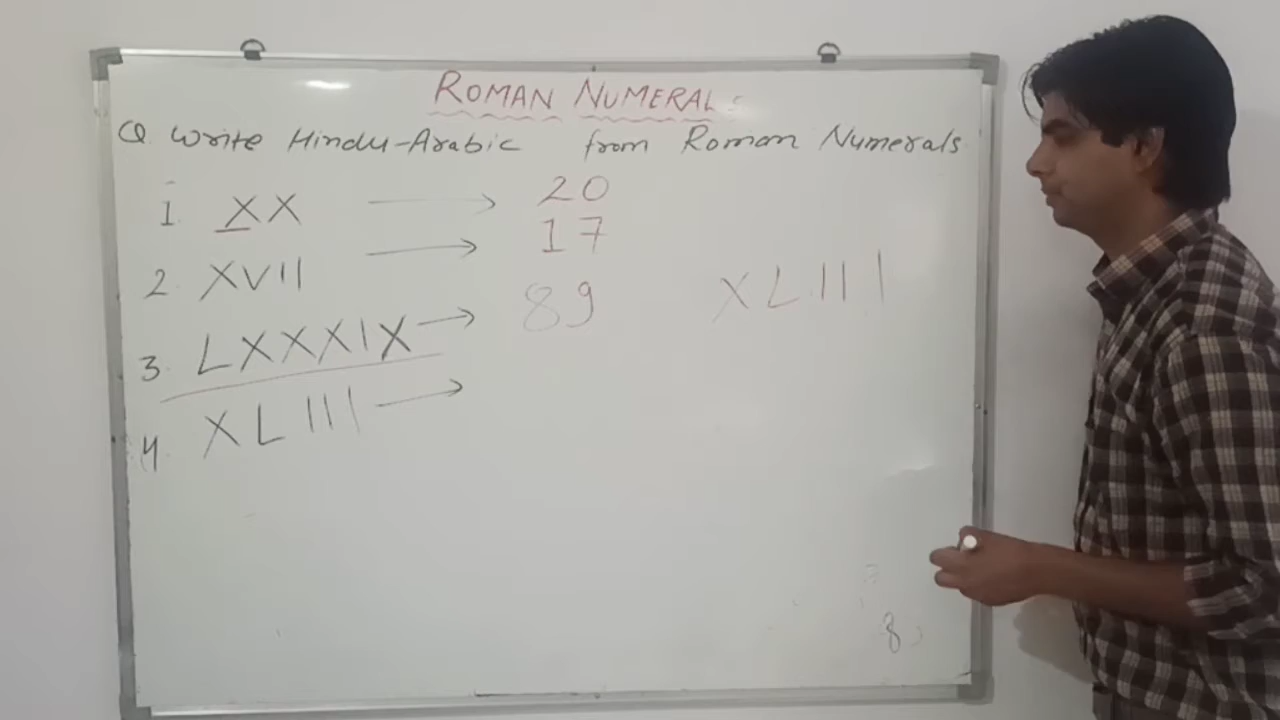 ROMAN NUMERALS
Q. Write Hindu-Arabic from Roman Numerals
1. XX → 20
2. XVII → 17
3. LXXXIX → 89
XLIII
4. XLIII →
8